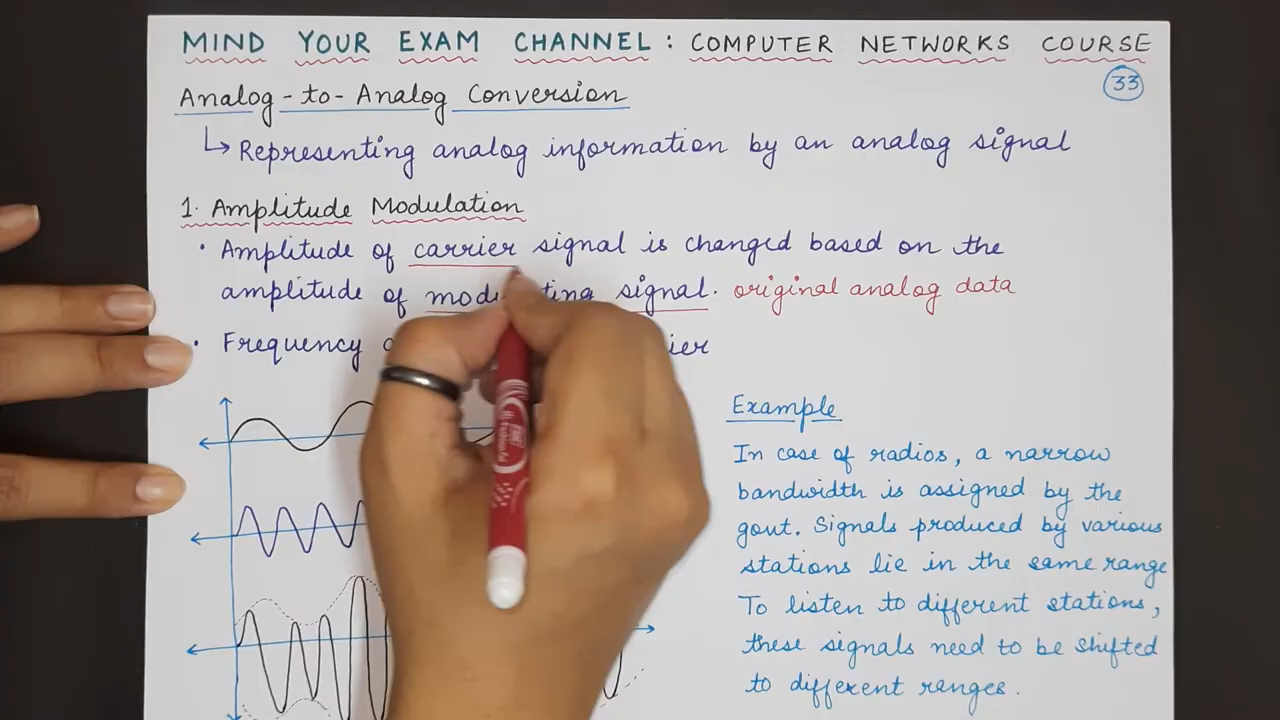 MIND YOUR EXAM CHANNEL: COMPUTER NETWORKS COURSE
33
Analog-to-Analog Conversion
↳ Representing analog information by an analog signal
1. Amplitude Modulation
• Amplitude of carrier signal is changed based on the
amplitude of signal. original analog data
• Frequency
Example
In case of radios, a narrow
bandwidth is assigned by the
govt. Signals produced by various
stations lie in the same range
To listen to different stations,
these signals need to be shifted
to different ranges.